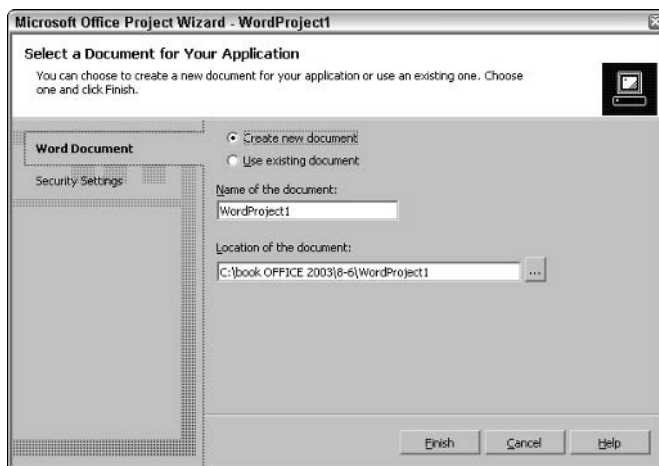 Microsoft Office Project Wizard - WordProject1
Select a Document for Your Application
You can choose to create a new document for your application or use an existing one. Choose
one and click Finish.
Word Document
Security Settings
Create new document
Use existing document
Name of the document:
WordProject1
Location of the document:
C:\book OFFICE 2003\8-6\WordProject1
...
Finish
Cancel
Help